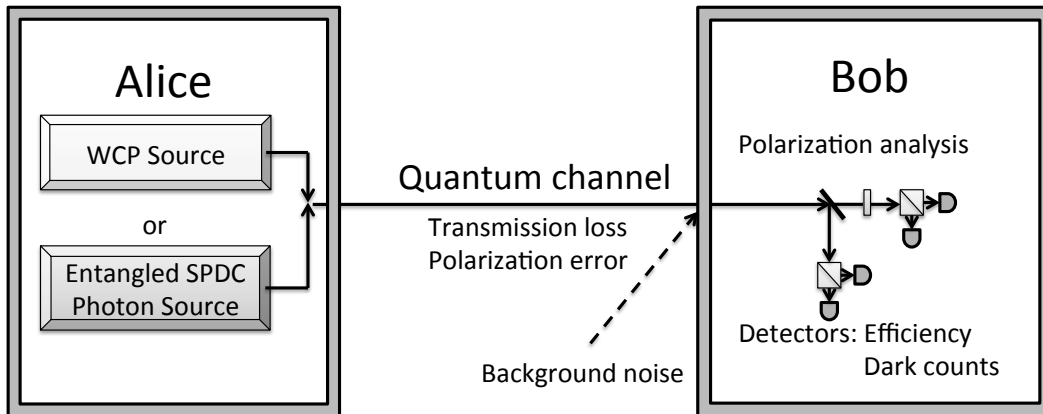 Alice
WCP Source
or
Entangled SPDC
Photon Source
Quantum channel
Transmission loss
Polarization error
Background noise
Bob
Polarization analysis
Detectors: Efficiency
Dark counts